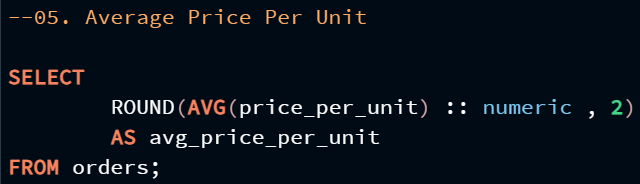 --05. Average Price Per Unit
SELECT
ROUND(AVG(price_per_unit) :: numeric , 2)
AS avg_price_per_unit
FROM orders;